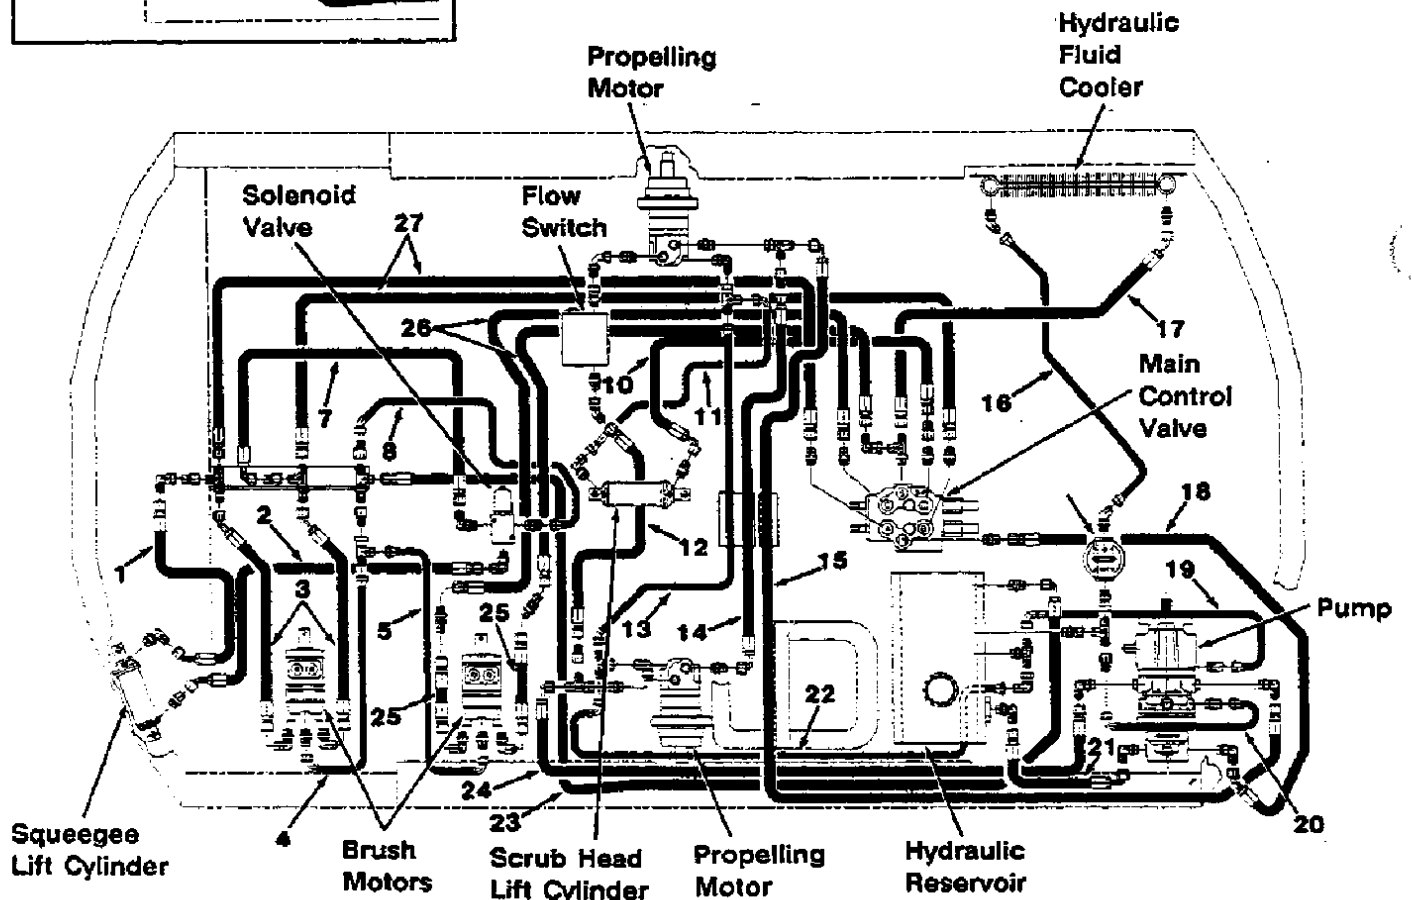 Hydraulic
Fluid
Cooler
Propelling
Motor
Solenoid
Valve
27
Flow
Switch
26
17
Main
Control
Valve
7
8
10
11
16
18
2
1
12
15
19
3
5
25
13
14
Pump
25
22
21
24
23
20
4
Squeegee
Lift Cylinder
Brush
Motors
Scrub Head
Lift Cylinder
Propelling
Motor
Hydraulic
Reservoir